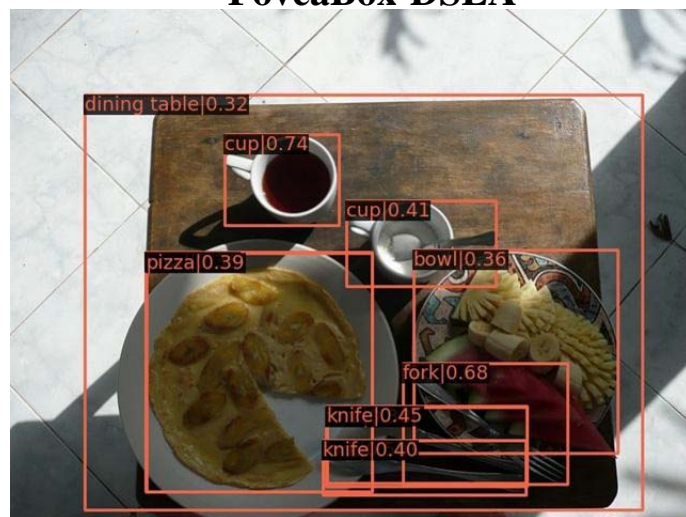 FoveaBox-DSLA
dining table|0.32
cup|0.74
cup|0.41
pizza|0.39
bowl|0.36
fork|0.68
knife|0.45
knife|0.40